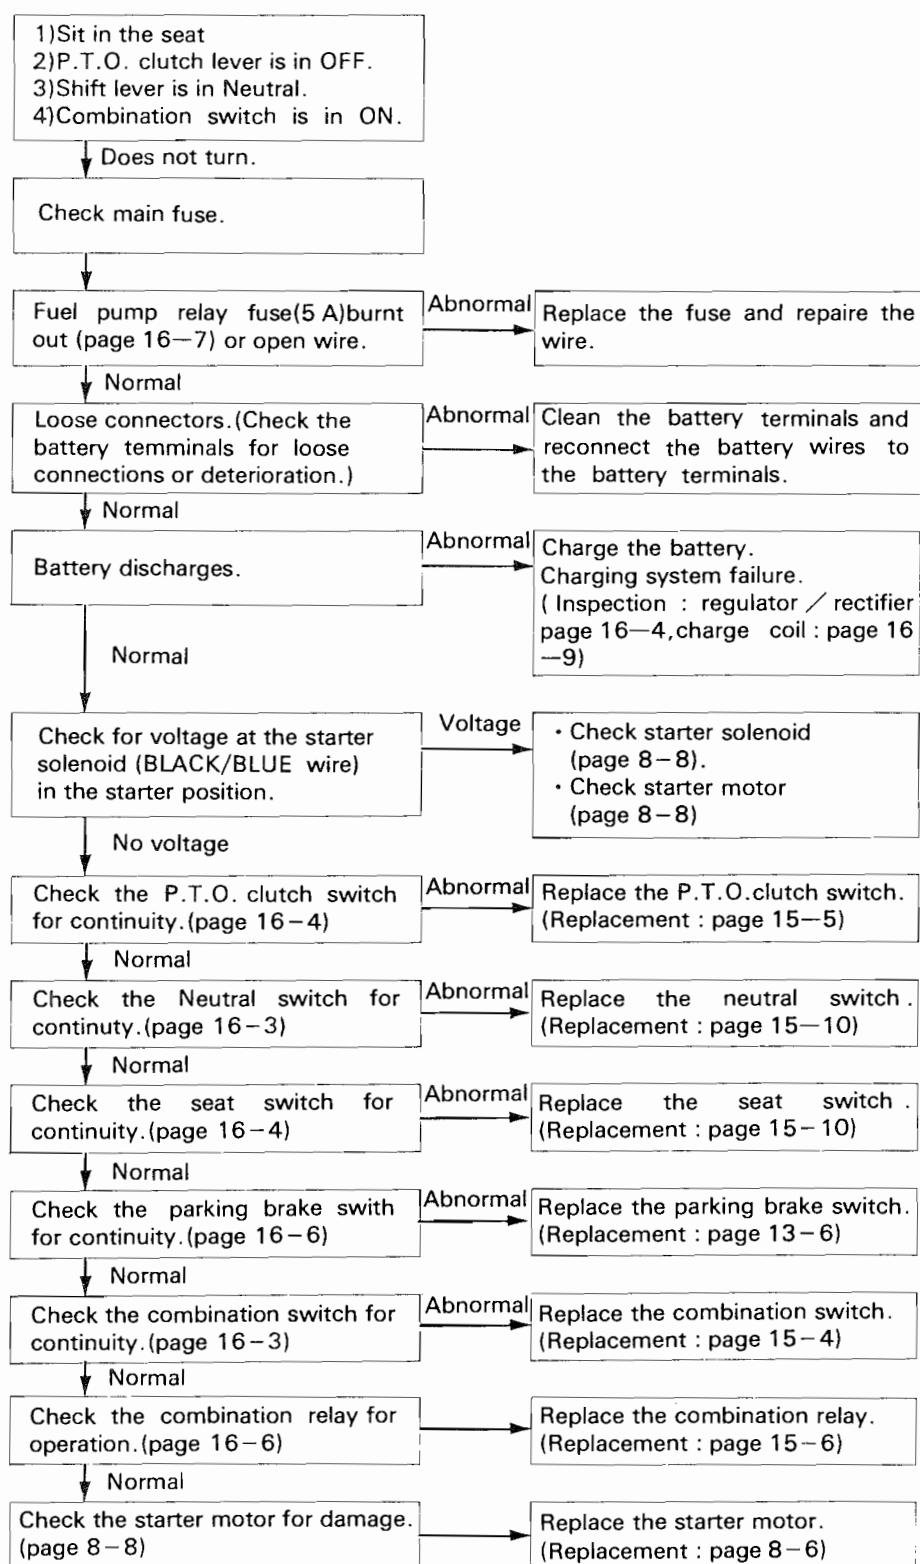 1)Sit in the seat
2)P.T.O. clutch lever is in OFF.
3)Shift lever is in Neutral.
4)Combination switch is in ON.
Does not turn.
Check main fuse.
Fuel pump relay fuse(5 A)burnt
out (page 16-7) or open wire.
Abnormal
Replace the fuse and repaire the
wire.
Normal
Loose connectors.(Check the
battery temminals for loose
connections or deterioration.)
Abnormal
Clean the battery terminals and
reconnect the battery wires to
the battery terminals.
Normal
Battery discharges.
Abnormal
Charge the battery.
Charging system failure.
( Inspection : regulator / rectifier
page 16-4,charge coil : page 16
-9)
Normal
Check for voltage at the starter
solenoid (BLACK/BLUE wire)
in the starter position.
Voltage
· Check starter solenoid
(page 8-8).
· Check starter motor
(page 8-8)
No voltage
Check the P.T.O. clutch switch
for continuity.(page 16-4)
Abnormal
Replace the P.T.O.clutch switch.
(Replacement : page 15-5)
Normal
Check the Neutral switch for
continuty.(page 16-3)
Abnormal
Replace the neutral switch .
(Replacement : page 15-10)
Normal
Check the seat switch for
continuity.(page 16-4)
Abnormal
Replace the seat switch .
(Replacement : page 15-10)
Normal
Check the parking brake swith
for continuity.(page 16-6)
Abnormal
Replace the parking brake switch.
(Replacement : page 13-6)
Normal
Check the combination switch for
continuity.(page 16-3)
Abnormal
Replace the combination switch.
(Replacement : page 15-4)
Normal
Check the combination relay for
operation.(page 16-6)
Replace the combination relay.
(Replacement : page 15-6)
Normal
Check the starter motor for damage.
(page 8-8)
Replace the starter motor.
(Replacement : page 8-6)